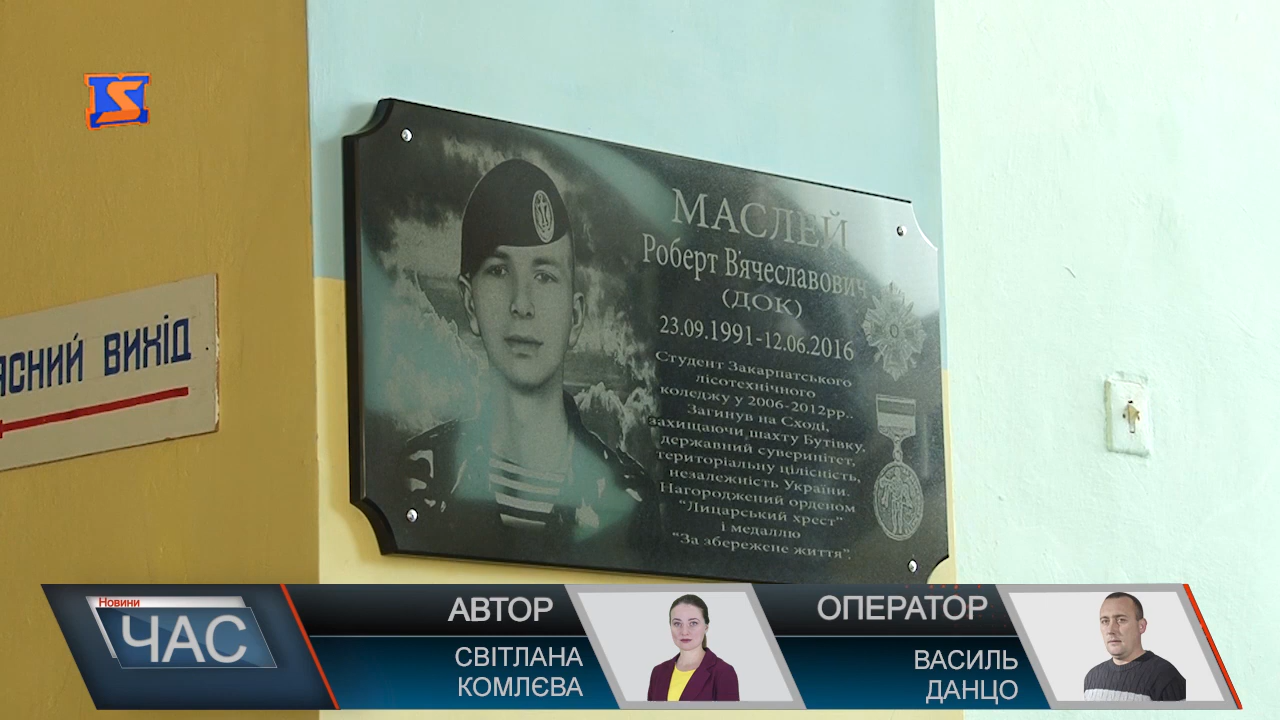 МАСЛЕЙ
Роберт В'ячеславович
(ДОК)
23.09.1991-12.06.2016
Студент Закарпатського
лісотехнічного
коледжу у 2006-2012рр..
Загинув на Сході,
захищаючи шахту Бутівку,
державний суверинітет,
територіальну цілісність,
незалежність України.
Нагороджений орденом
"Лицарський хрест"
і медаллю
"За збережене життя".
АСНИЙ ВИХІД
Новини
ЧАС
АВТОР
СВІТЛАНА
КОМЛЄВА
ОПЕРАТОР
ВАСИЛЬ
ДАНЦО